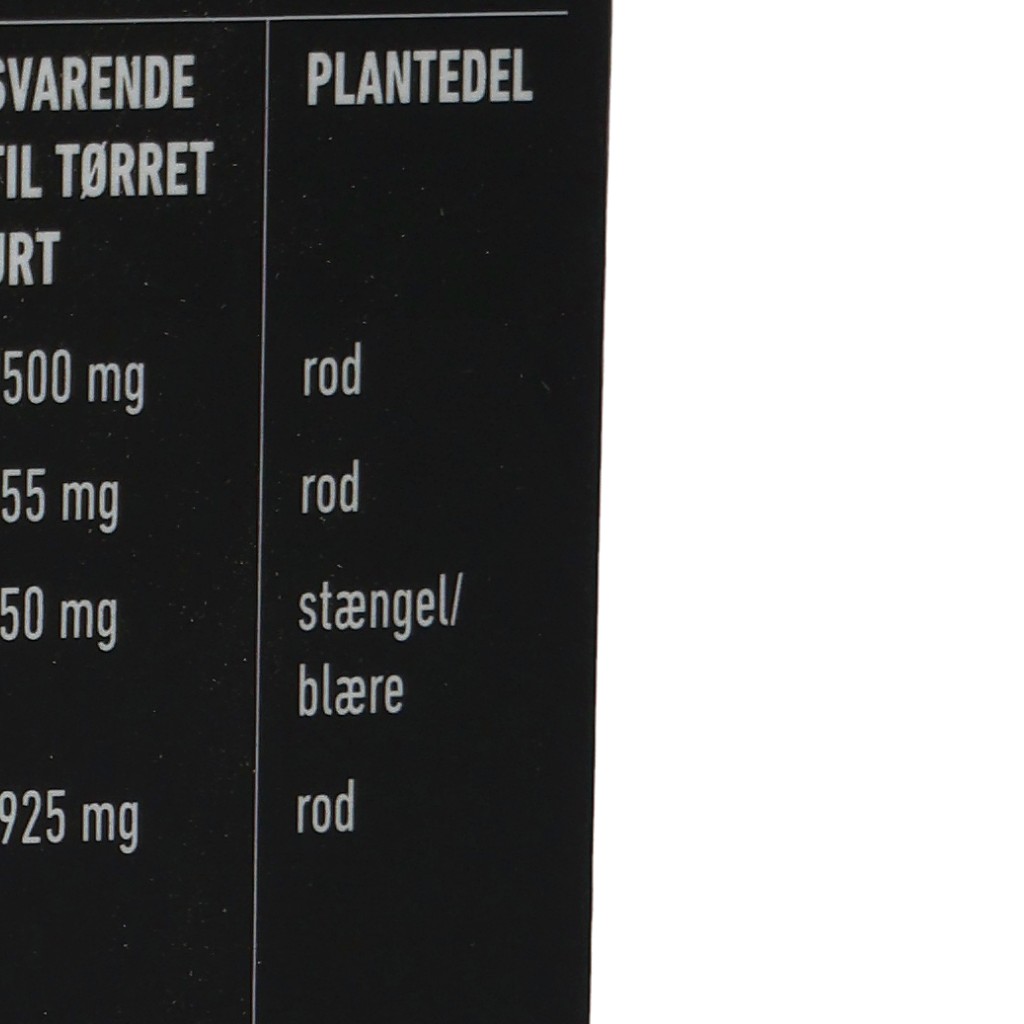 SVARENDE
TIL TØRRET
URT
PLANTEDEL
500 mg
rod
55 mg
rod
50 mg
stængel/
blære
925 mg
rod